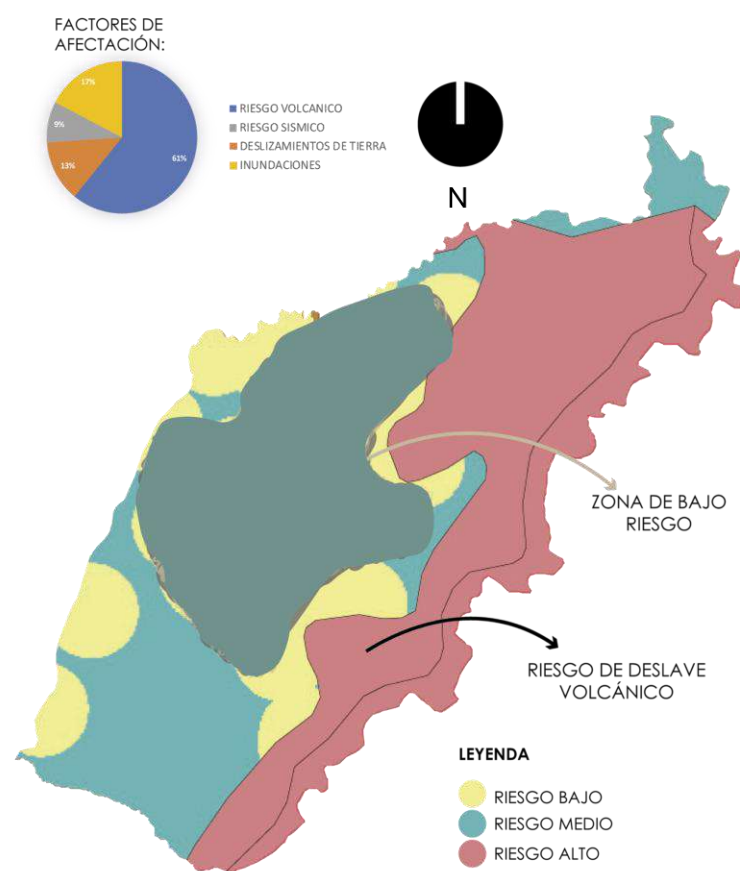 FACTORES DE
AFECTACIÓN:
17%
9%
13%
61%
RIESGO VOLCANICO
RIESGO SISMICO
DESLIZAMIENTOS DE TIERRA
INUNDACIONES
N
ZONA DE BAJO
RIESGO
RIESGO DE DESLAVE
VOLCÁNICO
LEYENDA
RIESGO BAJO
RIESGO MEDIO
RIESGO ALTO